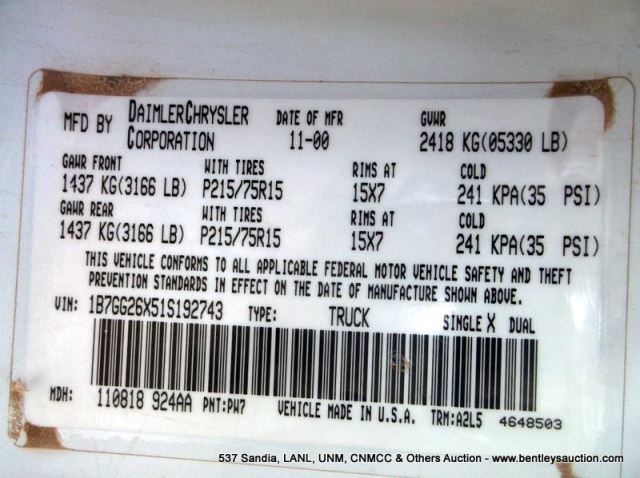 MFD BY DAIMLERCHRYSLER CORPORATION DATE OF MFR 11-00 GVWR 2418 KG(05330 LB)
GAWR FRONT WITH TIRES RIMS AT COLD
1437 KG(3166 LB) P215/75R15 15X7 241 KPA(35 PSI)
GAWR REAR WITH TIRES RIMS AT COLD
1437 KG(3166 LB) P215/75R15 15X7 241 KPA(35 PSI)
THIS VEHICLE CONFORMS TO ALL APPLICABLE FEDERAL MOTOR VEHICLE SAFETY AND THEFT
PREVENTION STANDARDS IN EFFECT ON THE DATE OF MANUFACTURE SHOWN ABOVE.
VIN: 1B7GG26X51S192743 TYPE: TRUCK SINGLE X DUAL
MDH: 110818 924AA PNT:PW7 VEHICLE MADE IN U.S.A. TRM:A2L5 4648503
537 Sandia, LANL, UNM, CNMCC & Others Auction - www.bentleysauction.com